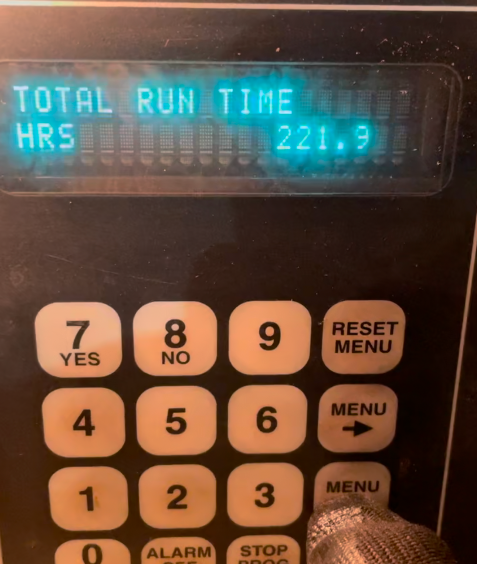 TOTAL RUN TIME
HRS 221.9
7 8 9 RESET
YES NO MENU
4 5 6 MENU
1 2 3 MENU
0 ALARM STOP